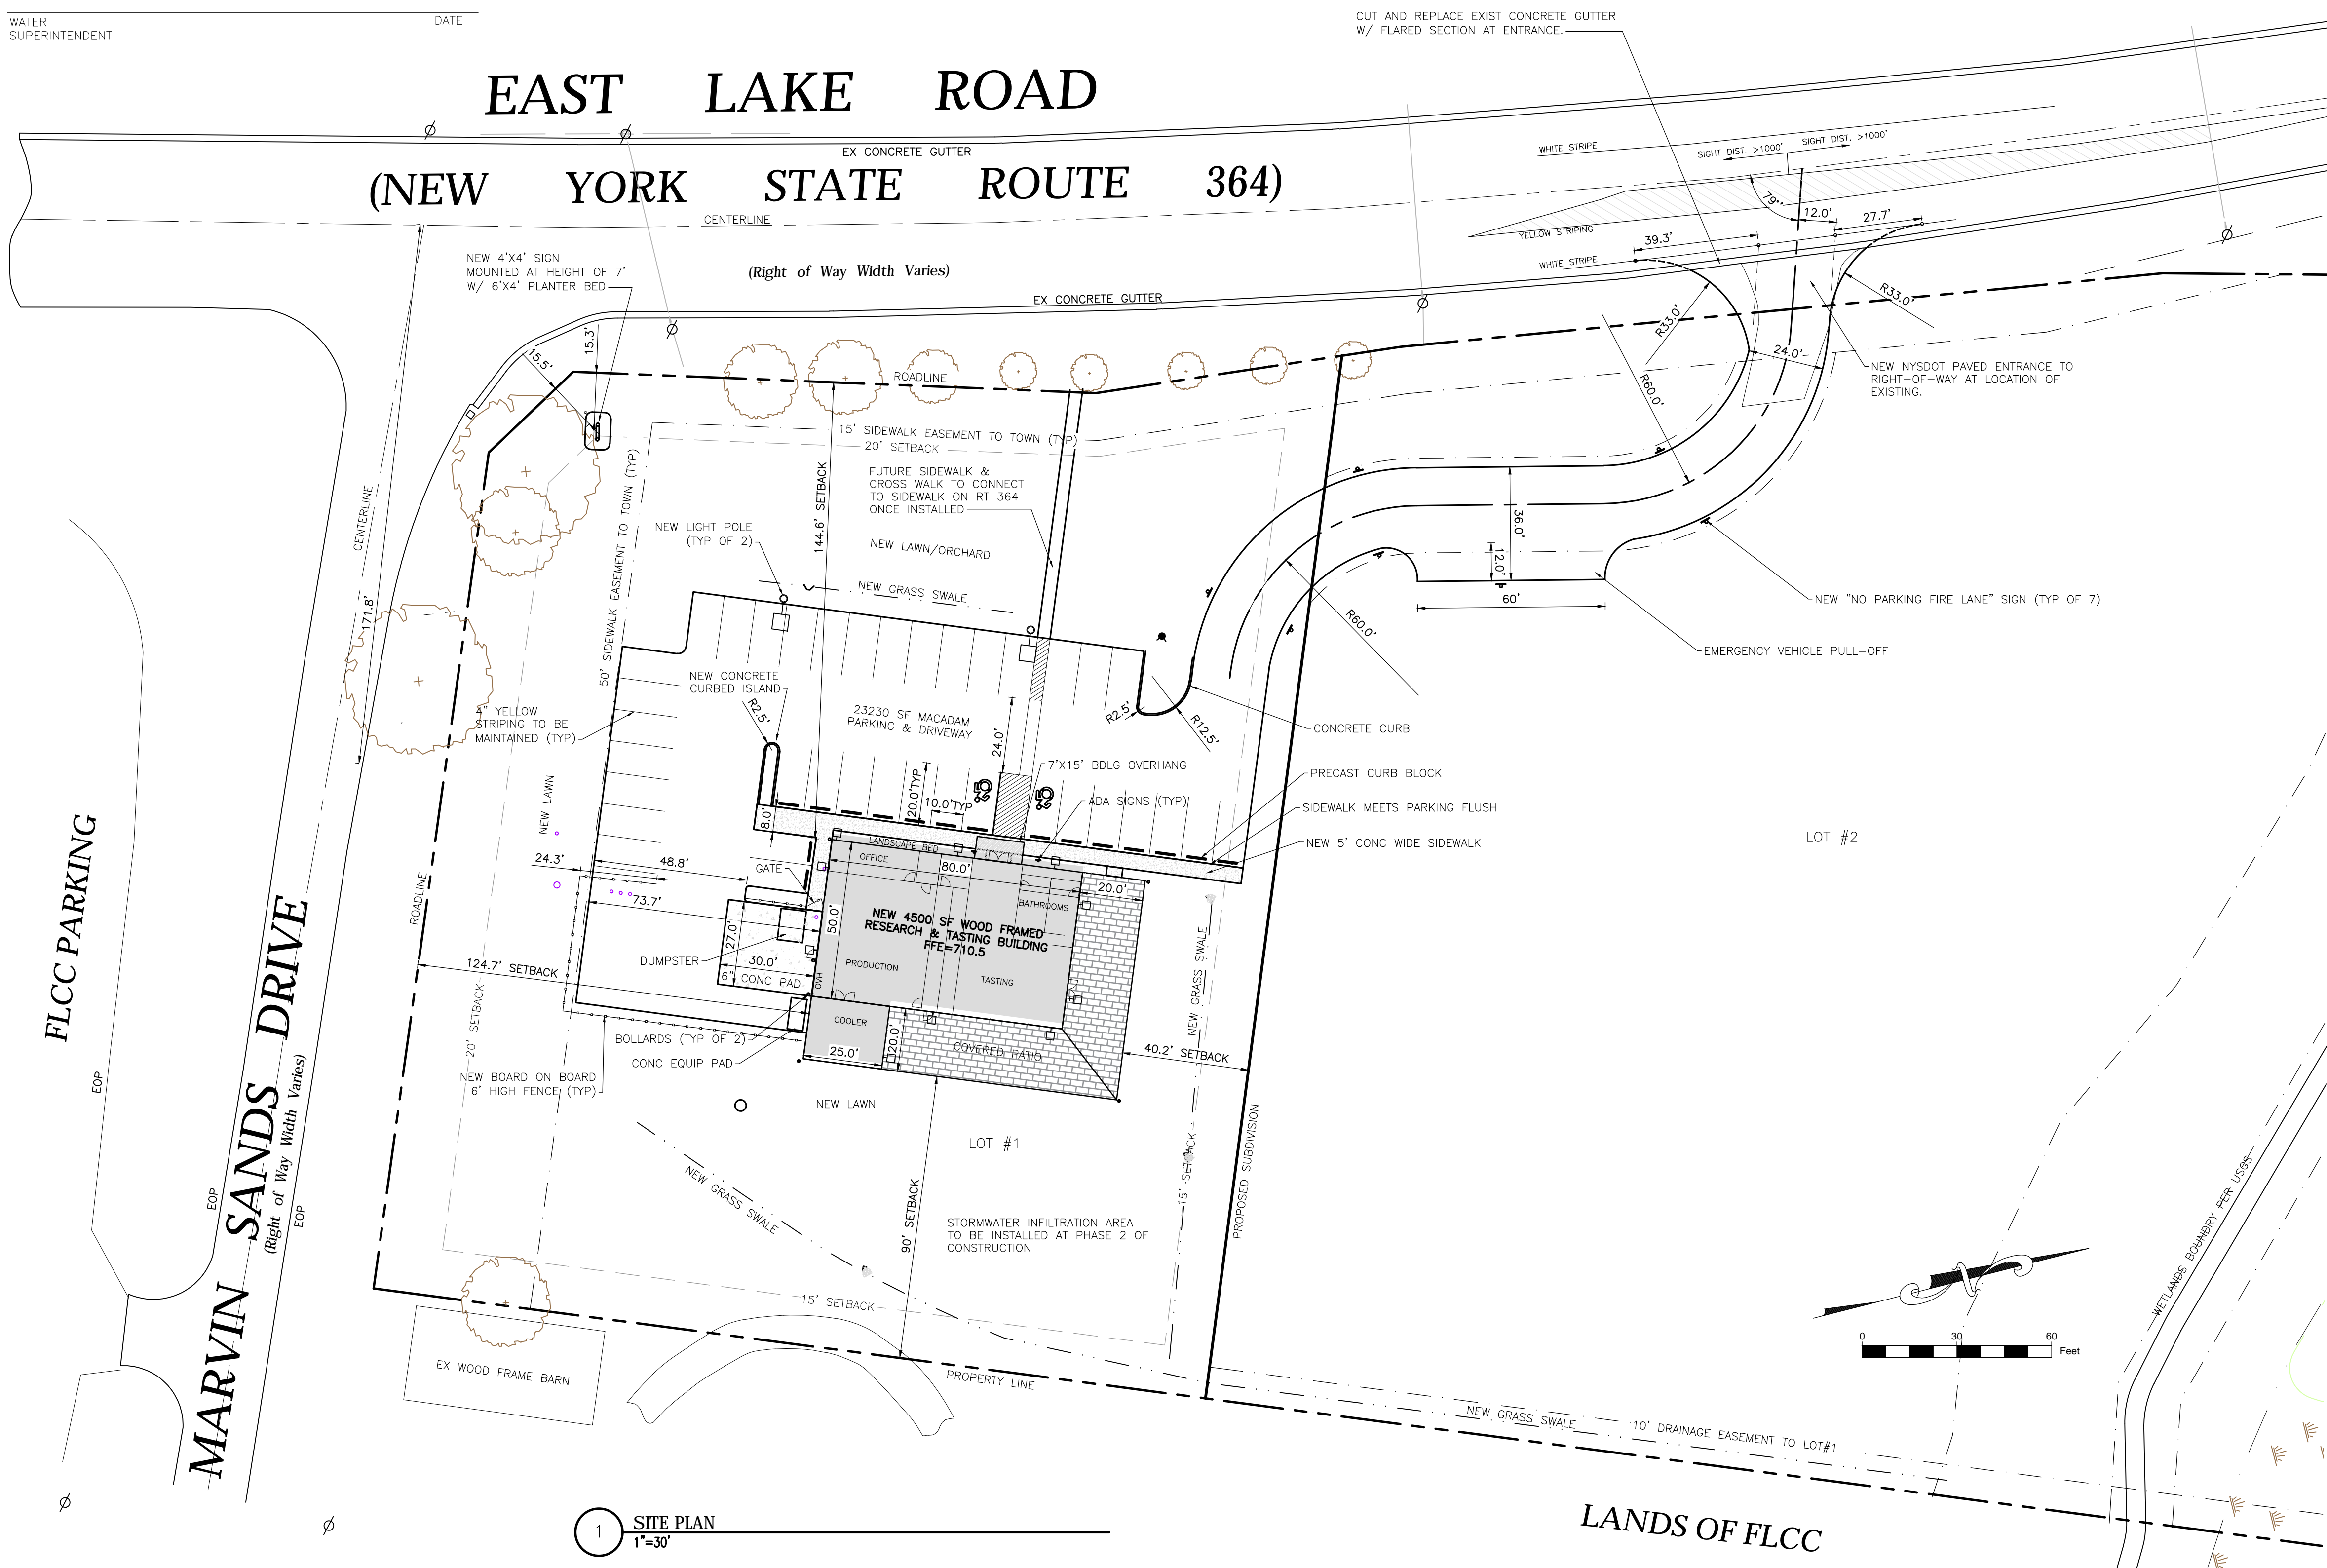 WATER
SUPERINTENDENT
DATE
CUT AND REPLACE EXIST CONCRETE GUTTER
W/ FLARED SECTION AT ENTRANCE.
EAST LAKE ROAD
EX CONCRETE GUTTER
(NEW YORK STATE ROUTE 364)
CENTERLINE
(Right of Way Width Varies)
EX CONCRETE GUTTER
WHITE STRIPE
SIGHT DIST. >1000'
SIGHT DIST. >1000'
79°'
12.0'
27.7'
39.3'
YELLOW STRIPING
WHITE STRIPE
R33.0'
R33.0'
24.0'
R60.0'
NEW NYSDOT PAVED ENTRANCE TO
RIGHT-OF-WAY AT LOCATION OF
EXISTING.
NEW 4'X4' SIGN
MOUNTED AT HEIGHT OF 7'
W/ 6'X4' PLANTER BED
15.3'
15.5'
ROADLINE
15' SIDEWALK EASEMENT TO TOWN (TYP)
20' SETBACK
FUTURE SIDEWALK &
CROSS WALK TO CONNECT
TO SIDEWALK ON RT 364
ONCE INSTALLED
144.6' SETBACK
50' SIDEWALK EASEMENT TO TOWN (TYP)
CENTERLINE
171.8'
NEW LIGHT POLE
(TYP OF 2)
NEW LAWN/ORCHARD
NEW GRASS SWALE
36.0'
12.0'
60'
R60.0'
NEW "NO PARKING FIRE LANE" SIGN (TYP OF 7)
EMERGENCY VEHICLE PULL-OFF
NEW CONCRETE
CURBED ISLAND
R2.5'
4" YELLOW
STRIPING TO BE
MAINTAINED (TYP)
23230 SF MACADAM
PARKING & DRIVEWAY
24.0'
R2.5'
R12.5'
CONCRETE CURB
7'X15' BDLG OVERHANG
PRECAST CURB BLOCK
ADA SIGNS (TYP)
SIDEWALK MEETS PARKING FLUSH
NEW 5' CONC WIDE SIDEWALK
20.0'TYP
10.0'TYP
8.0'
NEW LAWN
24.3'
48.8'
GATE
73.7'
LANDSCAPE BED
OFFICE
80.0'
20.0'
BATHROOMS
50.0'
NEW 4500 SF WOOD FRAMED
RESEARCH & TASTING BUILDING
FFE=710.5
PRODUCTION
TASTING
27.0'
DUMPSTER
30.0'
6" CONC PAD
OVH
COOLER
25.0'
20.0'
COVERED PATIO
124.7' SETBACK
20' SETBACK
ROADLINE
BOLLARDS (TYP OF 2)
CONC EQUIP PAD
NEW BOARD ON BOARD
6' HIGH FENCE (TYP)
40.2' SETBACK
NEW GRASS SWALE
NEW LAWN
LOT #1
LOT #2
NEW GRASS SWALE
90' SETBACK
STORMWATER INFILTRATION AREA
TO BE INSTALLED AT PHASE 2 OF
CONSTRUCTION
15' SETBACK
PROPOSED SUBDIVISION
15' SETBACK
EX WOOD FRAME BARN
PROPERTY LINE
NEW GRASS SWALE
10' DRAINAGE EASEMENT TO LOT#1
WETLANDS BOUNDRY PER USGS
0 30 60
Feet
FLCC PARKING
EOP
EOP
EOP
MARVIN SANDS DRIVE
(Right of Way Width Varies)
LANDS OF FLCC
1
SITE PLAN
1"=30'